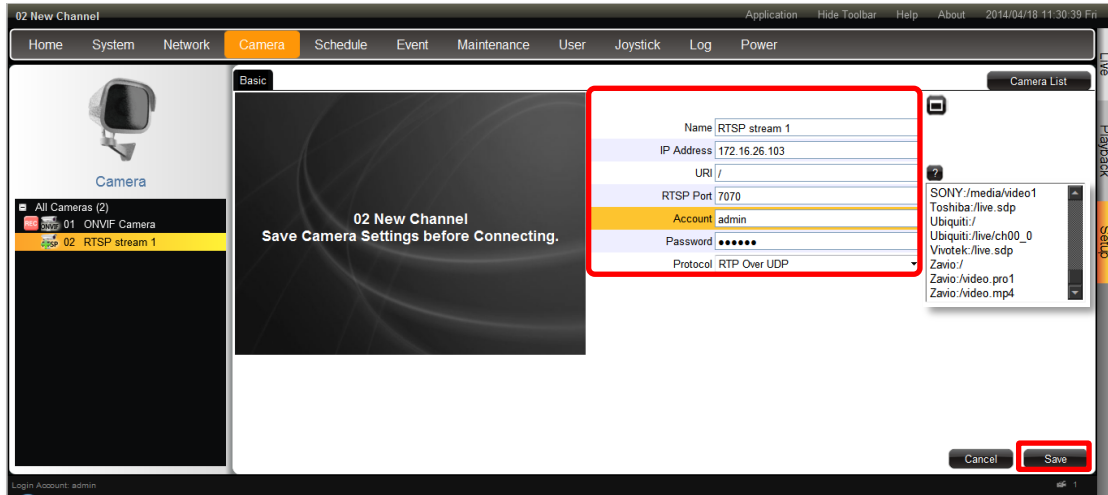 02 New Channel
Application Hide Toolbar Help About 2014/04/18 11:30:39 Fri
Home System Network Camera Schedule Event Maintenance User Joystick Log Power
Live
Playback
Setup
Camera
All Cameras (2)
REC ONVIF 01 ONVIF Camera
RTSP 02 RTSP stream 1
Basic
Camera List
02 New Channel
Save Camera Settings before Connecting.
Name RTSP stream 1
IP Address 172.16.26.103
URI /
RTSP Port 7070
Account admin
Password ●●●●●●
Protocol RTP Over UDP
?
SONY:/media/video1
Toshiba:/live.sdp
Ubiquiti:/
Ubiquiti:/live/ch00_0
Vivotek:/live.sdp
Zavio:/
Zavio:/video.pro1
Zavio:/video.mp4
Cancel Save
Login Account: admin
1